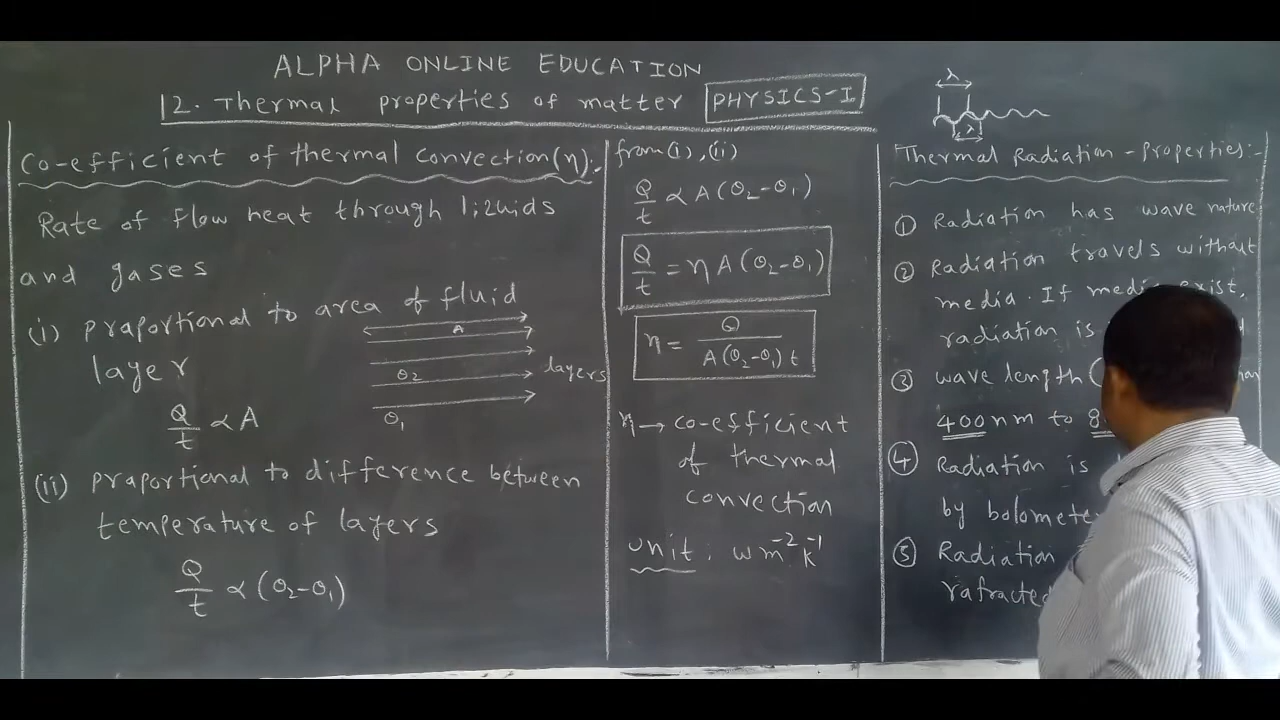 ALPHA ONLINE EDUCATION
12. Thermal properties of matter PHYSICS-I
Co-efficient of thermal convection(η):-
Rate of flow heat through liquids
and gases
(i) proportional to area of fluid
layer
Q/t ∝ A
A
θ2
θ1
layers
(ii) proportional to difference between
temperature of layers
Q/t ∝ (θ2-θ1)
from (i), (ii)
Q/t ∝ A(θ2-θ1)
Q/t = η A(θ2-θ1)
η = Q / A(θ2-θ1) t
η → co-efficient
of thermal
convection
unit: W m⁻² K⁻¹
λ
λ
Thermal Radiation - Properties:-
① Radiation has wave nature
② Radiation travels without
media. If media exist,
radiation is
③ wave length (
400nm to 8
④ Radiation is
by bolometer
⑤ Radiation
rafracted